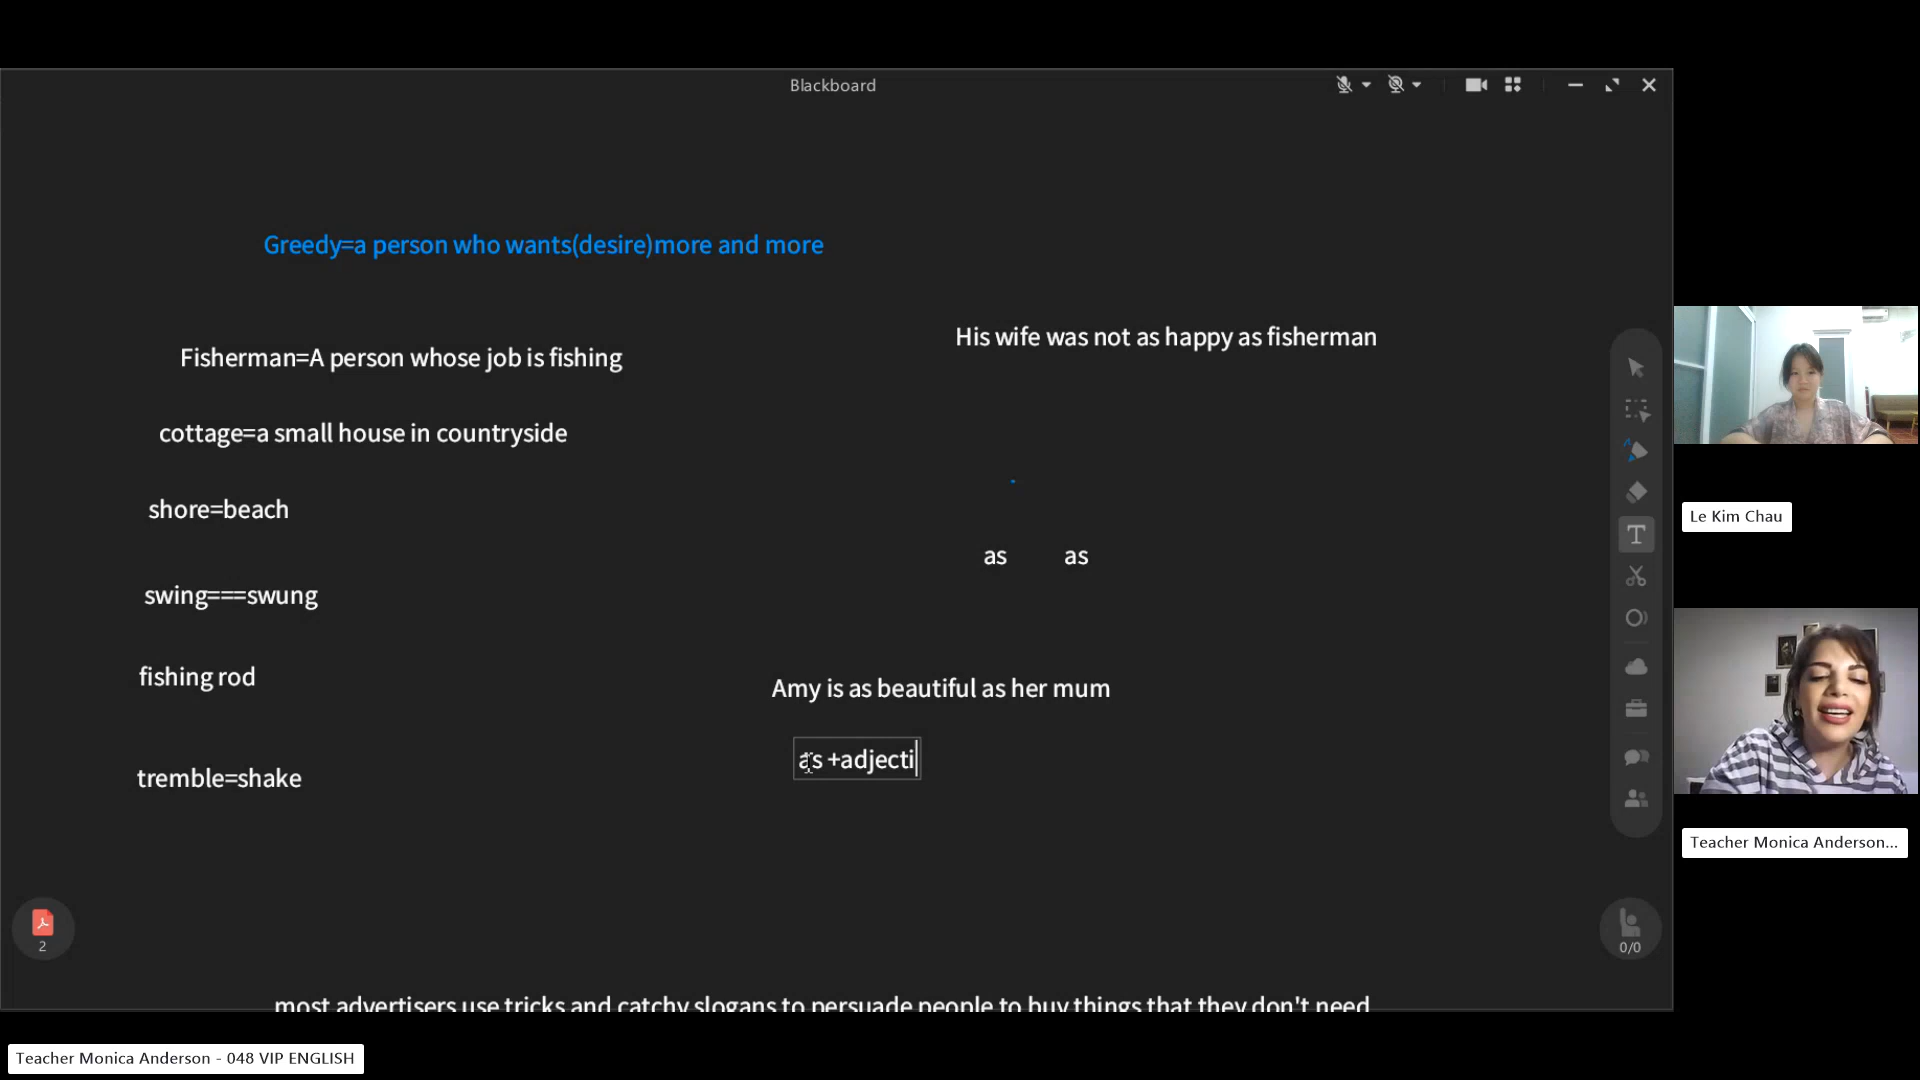 Blackboard
Greedy=a person who wants(desire)more and more
His wife was not as happy as fisherman
Fisherman=A person whose job is fishing
cottage=a small house in countryside
shore=beach
Le Kim Chau
as as
swing===swung
fishing rod
Amy is as beautiful as her mum
as +adjecti
tremble=shake
Teacher Monica Anderson...
2
0/0
most advertisers use tricks and catchy slogans to persuade people to buy things that they don't need
Teacher Monica Anderson - 048 VIP ENGLISH